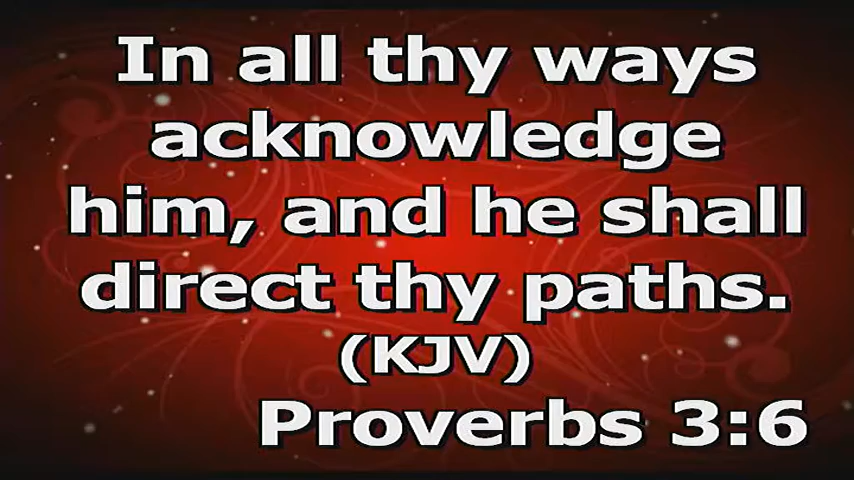 In all thy ways
acknowledge
him, and he shall
direct thy paths.
(KJV)
Proverbs 3:6